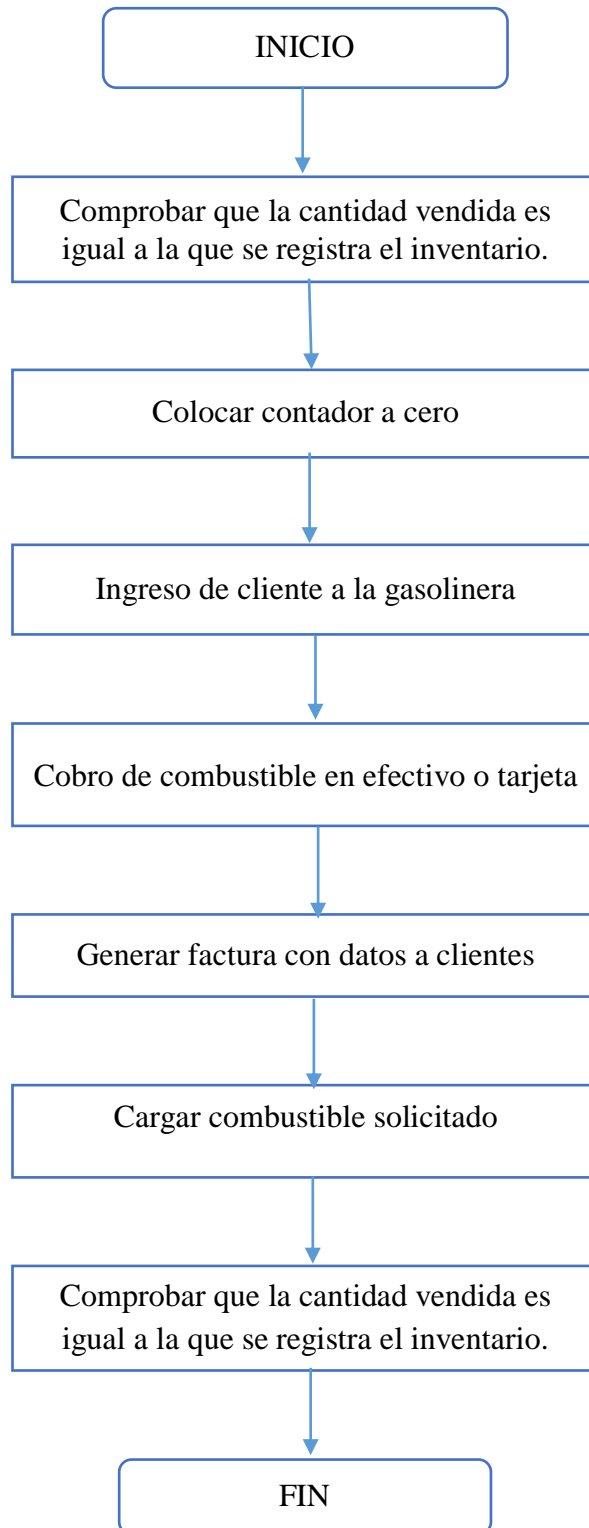 INICIO
Comprobar que la cantidad vendida es
igual a la que se registra el inventario.
Colocar contador a cero
Ingreso de cliente a la gasolinera
Cobro de combustible en efectivo o tarjeta
Generar factura con datos a clientes
Cargar combustible solicitado
Comprobar que la cantidad vendida es
igual a la que se registra el inventario.
FIN